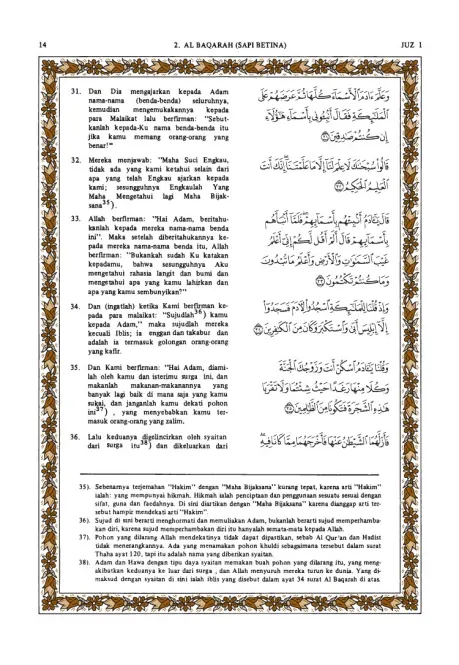 14
2. AL BAQARAH (SAPI BETINA)
JUZ 1
31. Dan Dia mengajarkan kepada Adam
nama-nama (benda-benda) seluruhnya,
kemudian mengemukakannya kepada
para Malaikat lalu berfirman: "Sebut-
kanlah kepada-Ku nama benda-benda itu
jika kamu memang orang-orang yang
benar!"
وَعَلَّمَ ءَادَمَ ٱلْأَسْمَآءَ كُلَّهَا ثُمَّ عَرَضَهُمْ عَلَى
ٱلْمَلَٰٓئِكَةِ فَقَالَ أَنۢبِـُٔونِى بِأَسْمَآءِ هَٰٓؤُلَآءِ
إِن كُنتُمْ صَٰدِقِينَ ٣١
32. Mereka menjawab: "Maha Suci Engkau,
tidak ada yang kami ketahui selain dari
apa yang telah Engkau ajarkan kepada
kami; sesungguhnya Engkaulah Yang
Maha Mengetahui lagi Maha Bijak-
sana35).
قَالُوا۟ سُبْحَٰنَكَ لَا عِلْمَ لَنَآ إِلَّا مَا عَلَّمْتَنَآ إِنَّكَ أَنتَ
ٱلْعَلِيمُ ٱلْحَكِيمُ ٣٢
33. Allah berfirman: "Hai Adam, beritahu-
kanlah kepada mereka nama-nama benda
ini". Maka setelah diberitahukannya ke-
pada mereka nama-nama benda itu, Allah
berfirman: "Bukankah sudah Ku katakan
kepadamu, bahwa sesungguhnya Aku
mengetahui rahasia langit dan bumi dan
mengetahui apa yang kamu lahirkan dan
apa yang kamu sembunyikan?"
قَالَ يَٰٓـَٔادَمُ أَنۢبِئْهُم بِأَسْمَآئِهِمْ فَلَمَّآ أَنۢبَأَهُم
بِأَسْمَآئِهِمْ قَالَ أَلَمْ أَقُل لَّكُمْ إِنِّىٓ أَعْلَمُ
غَيْبَ ٱلسَّمَٰوَٰتِ وَٱلْأَرْضِ وَأَعْلَمُ مَا تُبْدُونَ
وَمَا كُنتُمْ تَكْتُمُونَ ٣٣
34. Dan (ingatlah) ketika Kami berfirman ke-
pada para malaikat: "Sujudlah36) kamu
kepada Adam," maka sujudlah mereka
kecuali Iblis; ia enggan dan takabur dan
adalah ia termasuk golongan orang-orang
yang kafir.
وَإِذْ قُلْنَا لِلْمَلَٰٓئِكَةِ ٱسْجُدُوا۟ لِـَٔادَمَ فَسَجَدُوٓا۟
إِلَّآ إِبْلِيسَ أَبَىٰ وَٱسْتَكْبَرَ وَكَانَ مِنَ ٱلْكَٰفِرِينَ ٣٤
35. Dan Kami berfirman: "Hai Adam, diami-
lah oleh kamu dan isterimu surga ini, dan
makanlah makanan-makanannya yang
banyak lagi baik di mana saja yang kamu
sukai, dan janganlah kamu dekati pohon
ini37) , yang menyebabkan kamu ter-
masuk orang-orang yang zalim.
وَقُلْنَا يَٰٓـَٔادَمُ ٱسْكُنْ أَنتَ وَزَوْجُكَ ٱلْجَنَّةَ
وَكُلَا مِنْهَا رَغَدًا حَيْثُ شِئْتُمَا وَلَا تَقْرَبَا
هَٰذِهِ ٱلشَّجَرَةَ فَتَكُونَا مِنَ ٱلظَّٰلِمِينَ ٣٥
36. Lalu keduanya digelincirkan oleh syaitan
dari surga itu38) dan dikeluarkan dari
فَأَزَلَّهُمَا ٱلشَّيْطَٰنُ عَنْهَا فَأَخْرَجَهُمَا مِمَّا كَانَا فِيهِ
35). Sebenarnya terjemahan "Hakim" dengan "Maha Bijaksana" kurang tepat, karena arti "Hakim"
ialah: yang mempunyai hikmah. Hikmah ialah penciptaan dan penggunaan sesuatu sesuai dengan
sifat, guna dan faedahnya. Di sini diartikan dengan "Maha Bijaksana" karena dianggap arti ter-
sebut hampir mendekati arti "Hakim".
36). Sujud di sini berarti menghormati dan memuliakan Adam, bukanlah berarti sujud memperhamba-
kan diri, karena sujud memperhambakan diri itu hanyalah semata-mata kepada Allah.
37). Pohon yang dilarang Allah mendekatinya tidak dapat dipastikan, sebab Al Qur'an dan Hadist
tidak menerangkannya. Ada yang menamakan pohon khuldi sebagaimana tersebut dalam surat
Thaha ayat 120, tapi itu adalah nama yang diberikan syaitan.
38). Adam dan Hawa dengan tipu daya syaitan memakan buah pohon yang dilarang itu, yang meng-
akibatkan keduanya ke luar dari surga , dan Allah menyuruh mereka turun ke dunia. Yang di-
maksud dengan syaitan di sini ialah iblis yang disebut dalam ayat 34 surat Al Baqarah di atas.